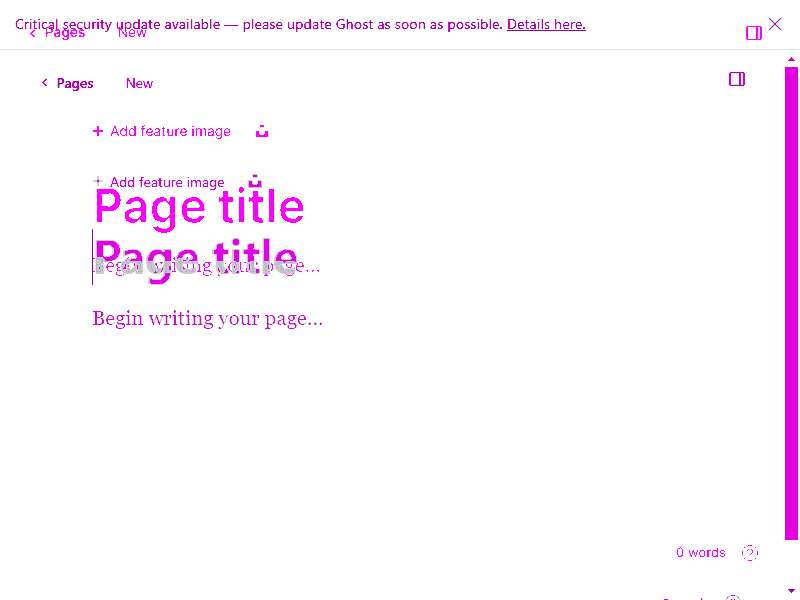 Critical security update available — please update Ghost as soon as possible. Details here.
Pages New
Pages New
Add feature image
Add feature image
Page title
Page title
Begin writing your page...
Begin writing your page...
0 words